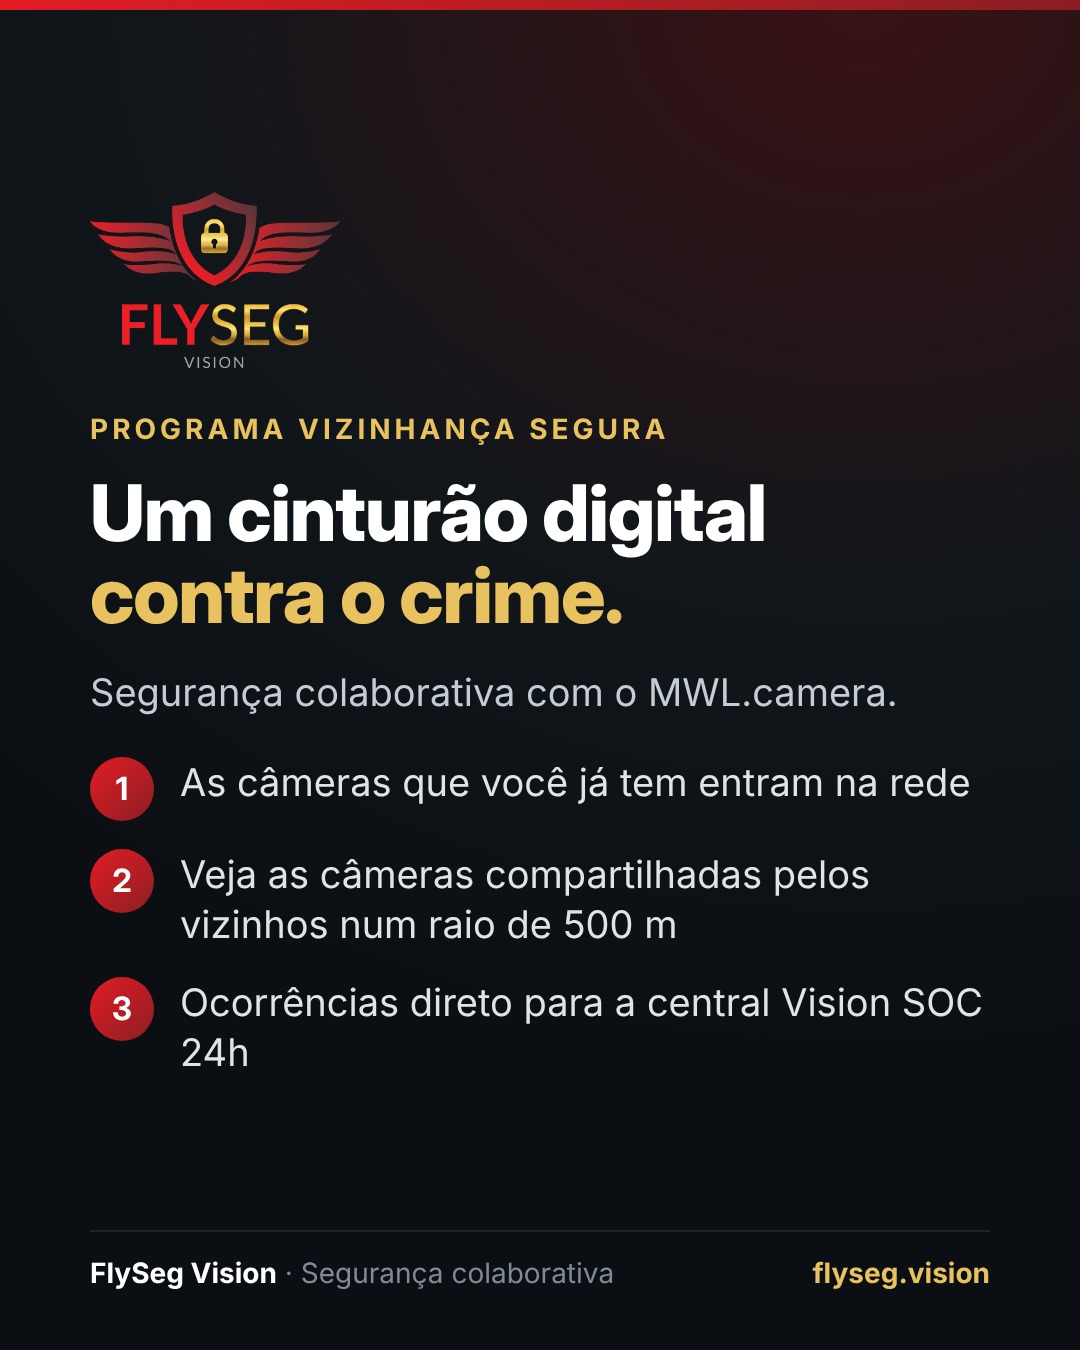 FLYSEG
VISION
PROGRAMA VIZINHANÇA SEGURA
Um cinturão digital
contra o crime.
Segurança colaborativa com o MWL.camera.
1 As câmeras que você já tem entram na rede
2 Veja as câmeras compartilhadas pelos
vizinhos num raio de 500 m
3 Ocorrências direto para a central Vision SOC
24h
FlySeg Vision · Segurança colaborativa flyseg.vision